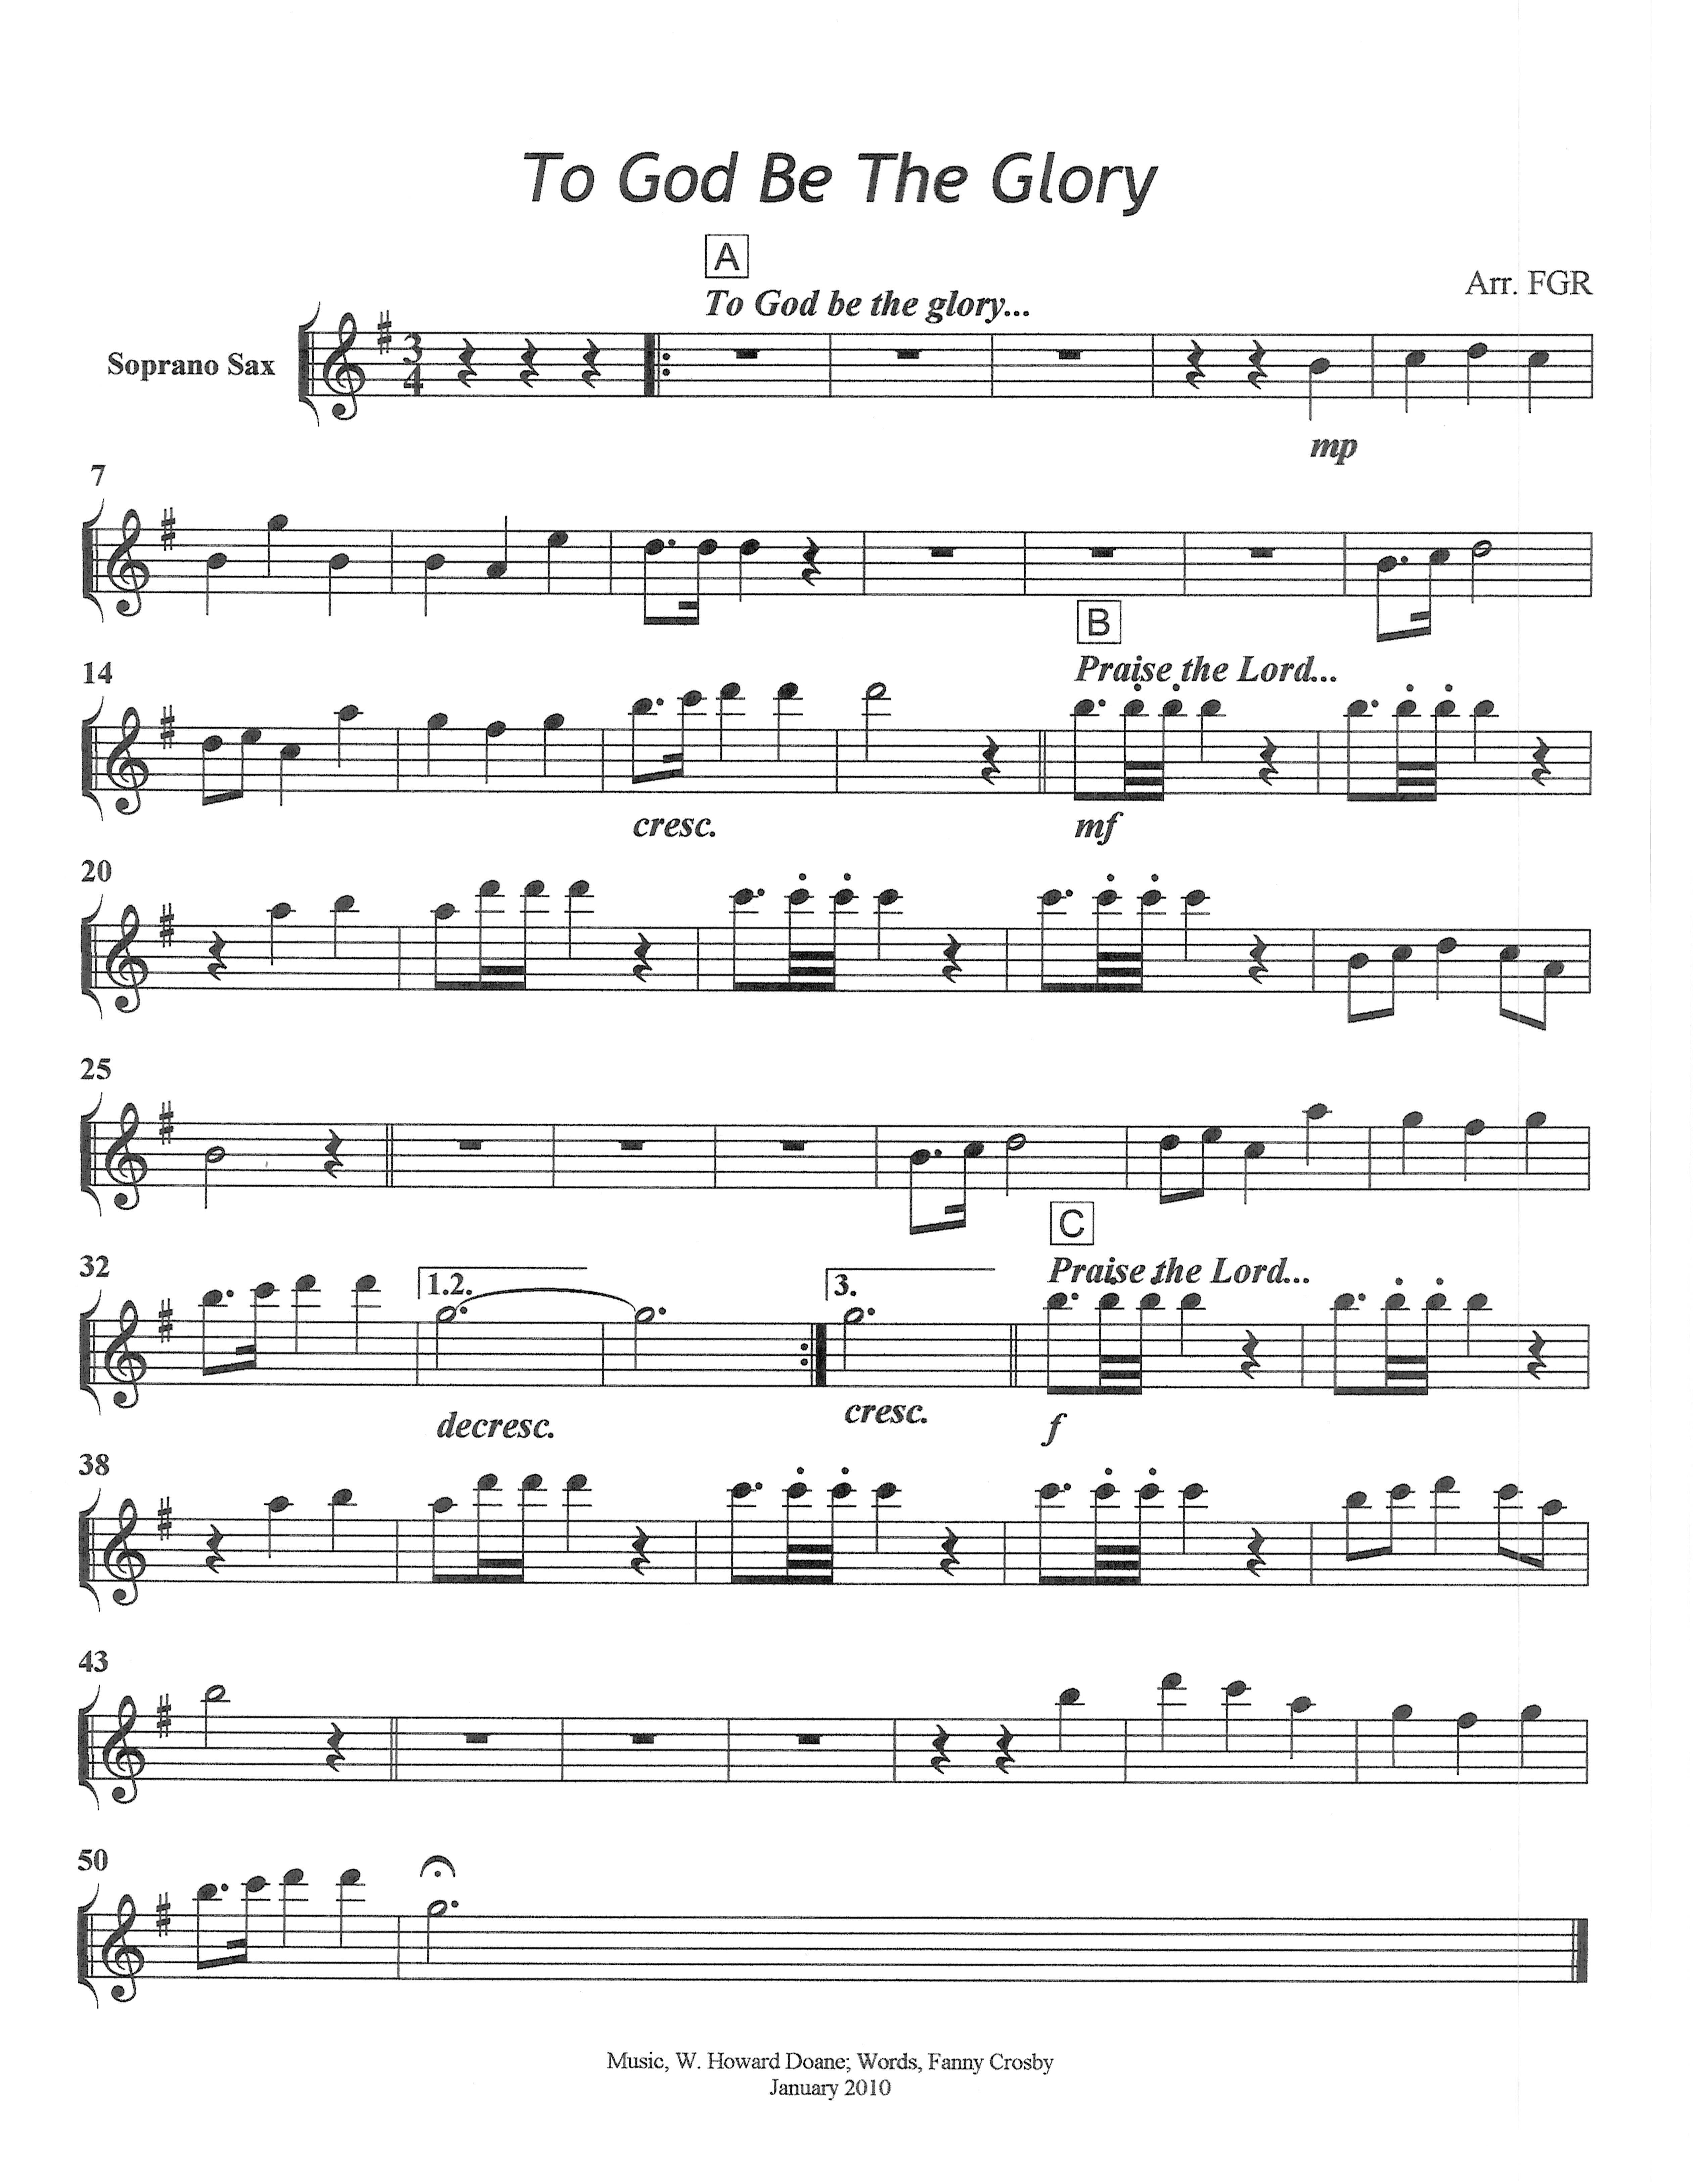 To God Be The Glory
A
To God be the glory...
Arr. FGR
Soprano Sax
3
4
mp
7
B
14
Praise the Lord...
cresc.
mf
20
25
C
32
1.2.
3.
Praise the Lord...
decresc.
cresc.
f
38
43
50
Music, W. Howard Doane; Words, Fanny Crosby
January 2010